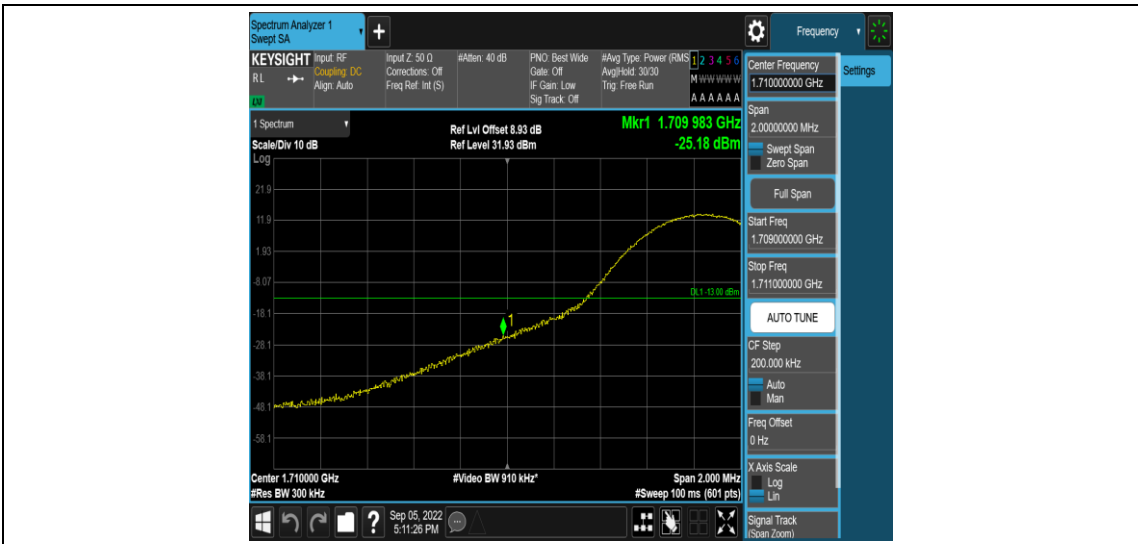 Spectrum Analyzer 1
Swept SA
+
Frequency
KEYSIGHT
RL
LXI
Input: RF
Coupling: DC
Align: Auto
Input Z: 50 Ω
Corrections: Off
Freq Ref: Int (S)
#Atten: 40 dB
PNO: Best Wide
Gate: Off
IF Gain: Low
Sig Track: Off
#Avg Type: Power (RMS
Avg|Hold: 30/30
Trig: Free Run
1 2 3 4 5 6
M W W W W W
A A A A A A
1 Spectrum
Scale/Div 10 dB
Log
Ref Lvl Offset 8.93 dB
Ref Level 31.93 dBm
Mkr1 1.709 983 GHz
-25.18 dBm
21.9
11.9
1.93
-8.07
-18.1
-28.1
-38.1
-48.1
-58.1
DL1 -13.00 dBm
1
Center 1.710000 GHz
#Res BW 300 kHz
#Video BW 910 kHz*
Span 2.000 MHz
#Sweep 100 ms (601 pts)
Sep 05, 2022
5:11:26 PM
?
Center Frequency
1.710000000 GHz
Settings
Span
2.00000000 MHz
Swept Span
Zero Span
Full Span
Start Freq
1.709000000 GHz
Stop Freq
1.711000000 GHz
AUTO TUNE
CF Step
200.000 kHz
Auto
Man
Freq Offset
0 Hz
X Axis Scale
Log
Lin
Signal Track
(Span Zoom)